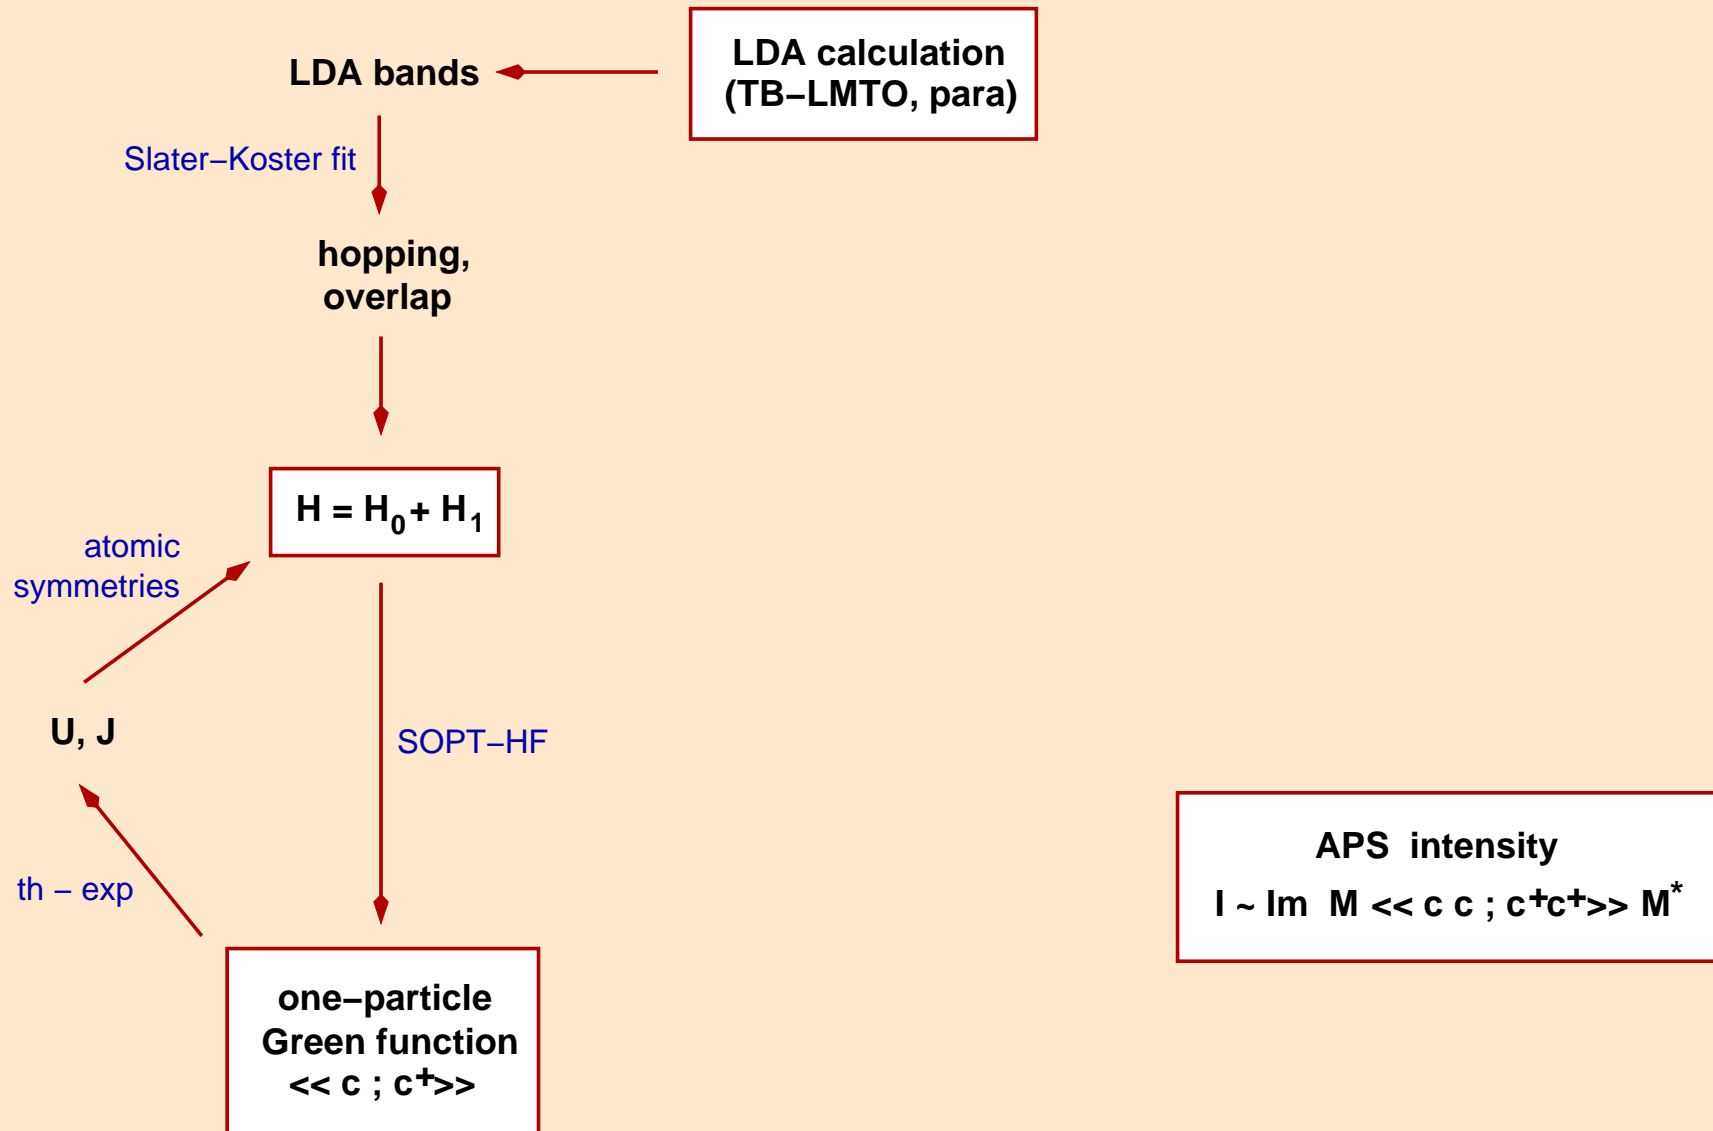 LDA calculation
(TB–LMTO, para)
LDA bands
Slater–Koster fit
hopping,
overlap
H = H₀ + H₁
atomic
symmetries
U, J
SOPT–HF
th – exp
APS intensity
I ~ Im M << c c ; c⁺c⁺>> M*
one–particle
Green function
<< c ; c⁺>>